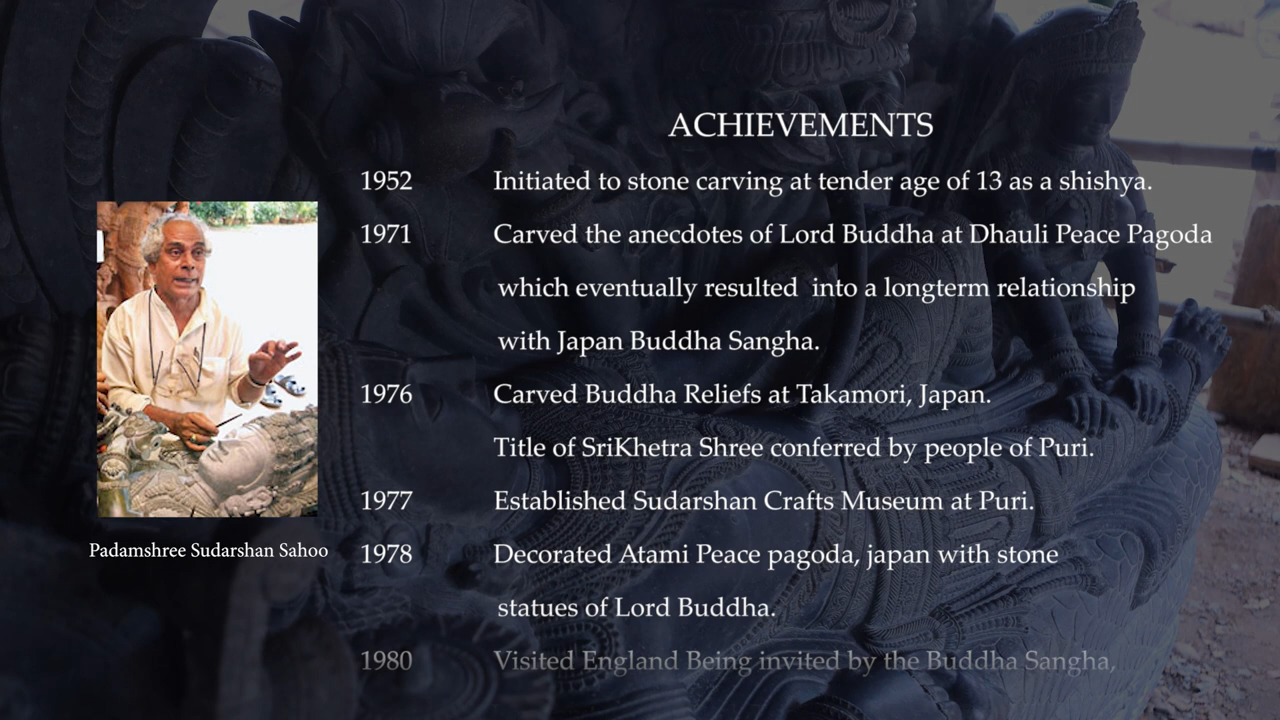 ACHIEVEMENTS
1952 Initiated to stone carving at tender age of 13 as a shishya.
1971 Carved the anecdotes of Lord Buddha at Dhauli Peace Pagoda
which eventually resulted into a longterm relationship
with Japan Buddha Sangha.
1976 Carved Buddha Reliefs at Takamori, Japan.
Title of SriKhetra Shree conferred by people of Puri.
1977 Established Sudarshan Crafts Museum at Puri.
Padamshree Sudarshan Sahoo
1978 Decorated Atami Peace pagoda, japan with stone
statues of Lord Buddha.
1980 Visited England Being invited by the Buddha Sangha,